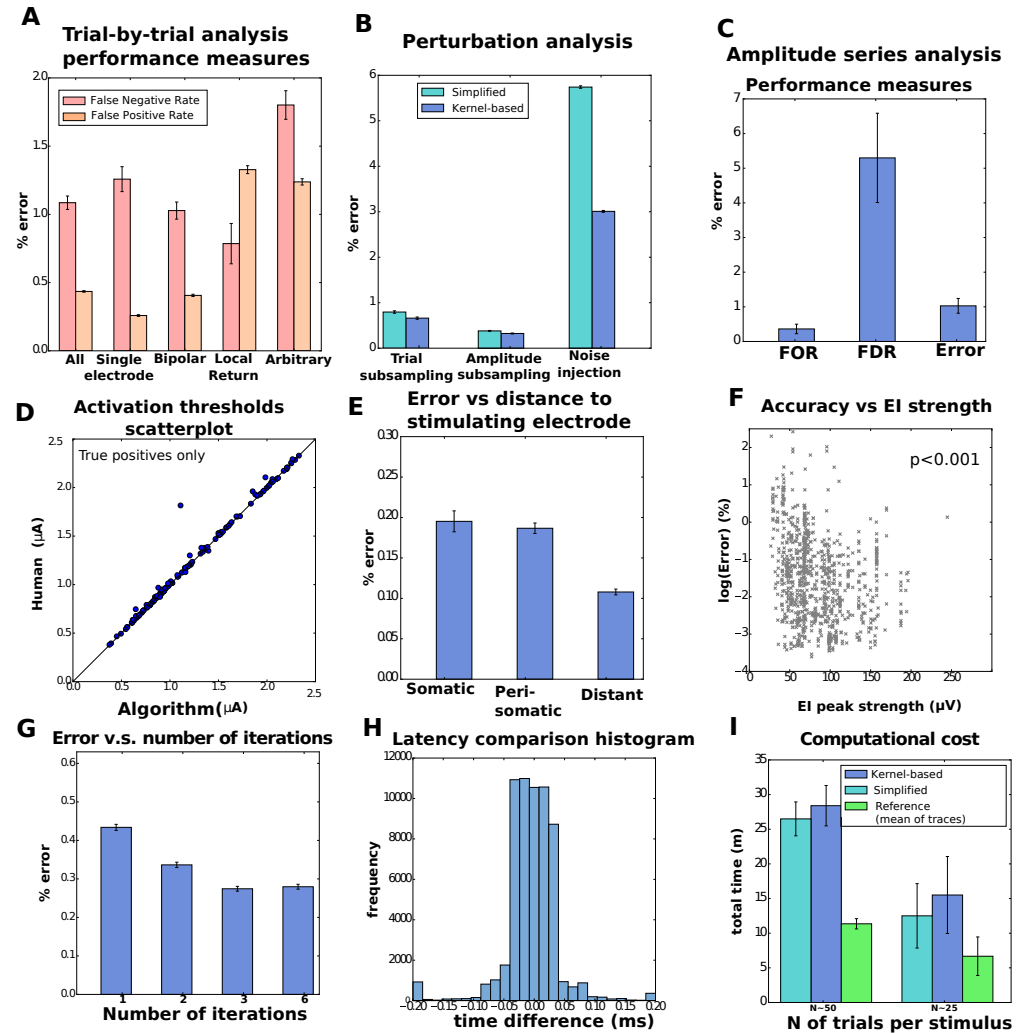 A
Trial-by-trial analysis
performance measures
2.0
1.5
1.0
0.5
0.0
% error
False Negative Rate
False Positive Rate
All
Single
electrode
Bipolar
Local
Return
Arbitrary
B
Perturbation analysis
6
5
4
3
2
1
0
% error
Simplified
Kernel-based
Trial
subsampling
Amplitude
subsampling
Noise
injection
C
Amplitude series analysis
Performance measures
7
6
5
4
3
2
1
0
% error
FOR
FDR
Error
D
Activation thresholds
scatterplot
True positives only
2.5
2.0
1.5
1.0
0.5
0.0
Human (μA)
0.0 0.5 1.0 1.5 2.0 2.5
Algorithm(μA)
E
Error vs distance to
stimulating electrode
0.30
0.25
0.20
0.15
0.10
0.05
0.00
% error
Somatic
Peri-
somatic
Distant
F
Accuracy vs EI strength
p<0.001
2
1
0
−1
−2
−3
−4
log(Error) (%)
0 50 100 150 200 250
EI peak strength (μV)
G
Error v.s. number of iterations
0.6
0.5
0.4
0.3
0.2
0.1
0.0
% error
1 2 3 6
Number of iterations
H
Latency comparison histogram
12000
10000
8000
6000
4000
2000
0
frequency
−0.20 −0.15 −0.10 −0.05 0.00 0.05 0.10 0.15 0.20
time difference (ms)
I
Computational cost
35
30
25
20
15
10
5
0
total time (m)
Kernel-based
Simplified
Reference
(mean of traces)
N~50
N~25
N of trials per stimulus